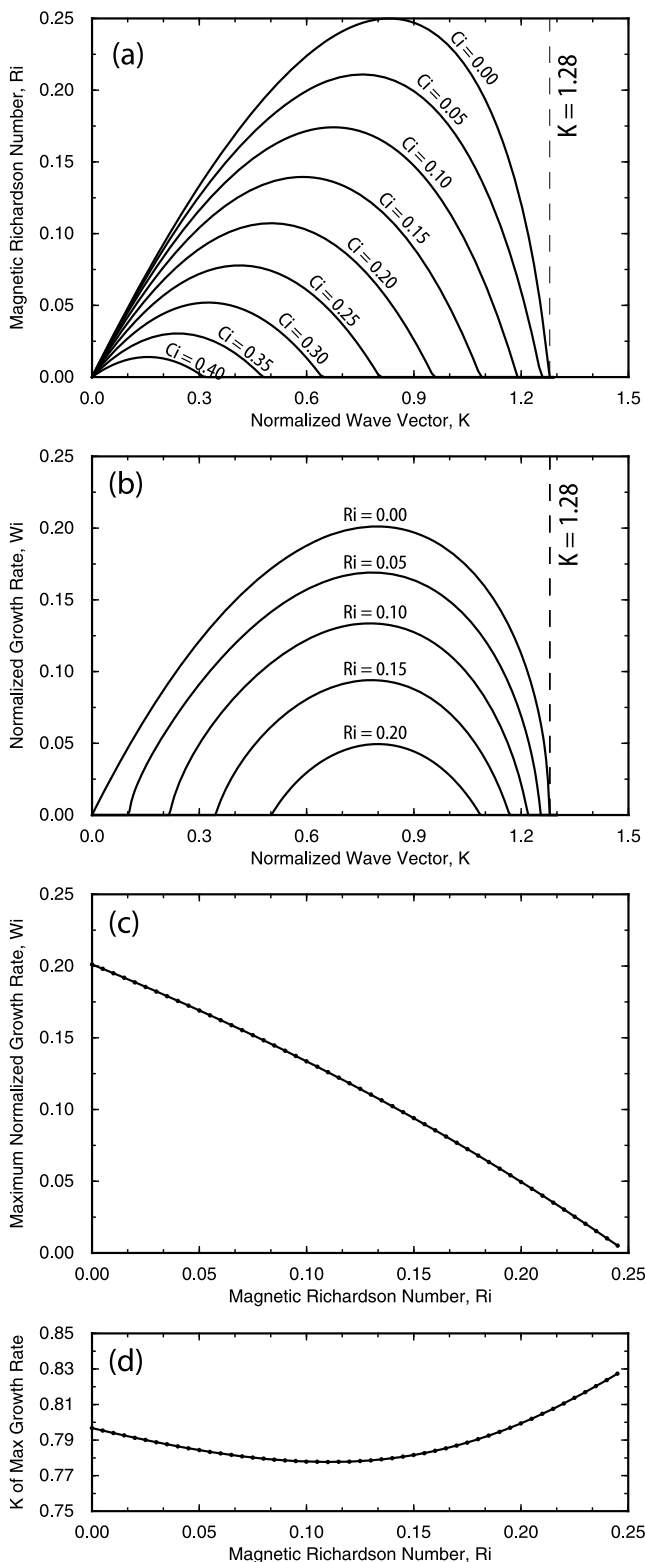 (a)
Magnetic Richardson Number, Ri
0.25
0.20
0.15
0.10
0.05
0.00
Ci = 0.00
Ci = 0.05
Ci = 0.10
Ci = 0.15
Ci = 0.20
Ci = 0.25
Ci = 0.30
Ci = 0.35
Ci = 0.40
K = 1.28
0.0 0.3 0.6 0.9 1.2 1.5
Normalized Wave Vector, K
(b)
Normalized Growth Rate, Wi
0.25
0.20
0.15
0.10
0.05
0.00
Ri = 0.00
Ri = 0.05
Ri = 0.10
Ri = 0.15
Ri = 0.20
K = 1.28
0.0 0.3 0.6 0.9 1.2 1.5
Normalized Wave Vector, K
(c)
Maximum Normalized Growth Rate, Wi
0.25
0.20
0.15
0.10
0.05
0.00
0.00 0.05 0.10 0.15 0.20 0.25
Magnetic Richardson Number, Ri
(d)
K of Max Growth Rate
0.85
0.83
0.81
0.79
0.77
0.75
0.00 0.05 0.10 0.15 0.20 0.25
Magnetic Richardson Number, Ri